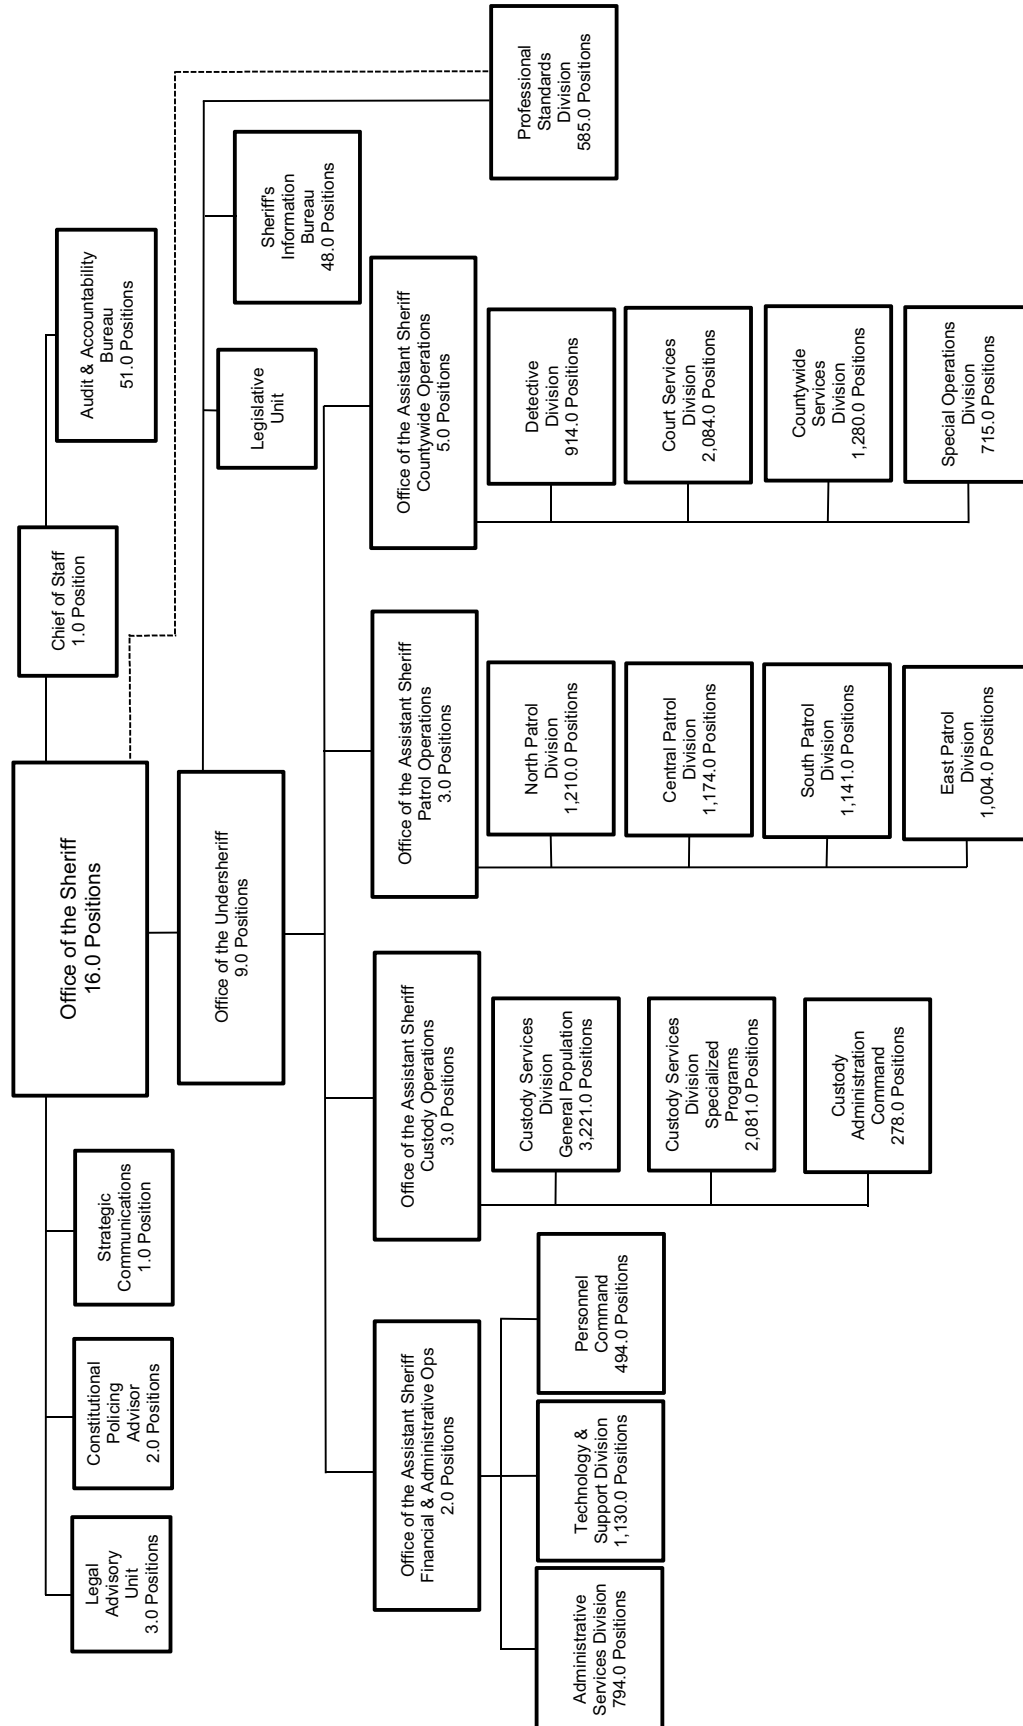 Office of the Sheriff
16.0 Positions
Chief of Staff
1.0 Position
Audit & Accountability
Bureau
51.0 Positions
Legal
Advisory
Unit
3.0 Positions
Constitutional
Policing
Advisor
2.0 Positions
Strategic
Communications
1.0 Position
Office of the Undersheriff
9.0 Positions
Legislative
Unit
Sheriff's
Information
Bureau
48.0 Positions
Professional
Standards
Division
585.0 Positions
Office of the Assistant Sheriff
Financial & Administrative Ops
2.0 Positions
Administrative
Services Division
794.0 Positions
Technology &
Support Division
1,130.0 Positions
Personnel
Command
494.0 Positions
Office of the Assistant Sheriff
Custody Operations
3.0 Positions
Custody Services
Division
General Population
3,221.0 Positions
Custody Services
Division
Specialized
Programs
2,081.0 Positions
Custody
Administration
Command
278.0 Positions
Office of the Assistant Sheriff
Patrol Operations
3.0 Positions
North Patrol
Division
1,210.0 Positions
Central Patrol
Division
1,174.0 Positions
South Patrol
Division
1,141.0 Positions
East Patrol
Division
1,004.0 Positions
Office of the Assistant Sheriff
Countywide Operations
5.0 Positions
Detective
Division
914.0 Positions
Court Services
Division
2,084.0 Positions
Countywide
Services
Division
1,280.0 Positions
Special Operations
Division
715.0 Positions